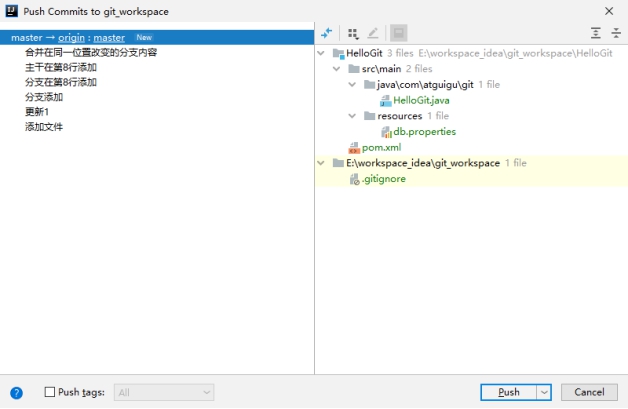 Push Commits to git_workspace
master → origin : master New
合并在同一位置改变的分支内容
主干在第8行添加
分支在第8行添加
分支添加
更新1
添加文件
HelloGit 3 files E:\workspace_idea\git_workspace\HelloGit
src\main 2 files
java\com\atguigu\git 1 file
HelloGit.java
resources 1 file
db.properties
pom.xml
E:\workspace_idea\git_workspace 1 file
.gitignore
? Push tags: All Push Cancel